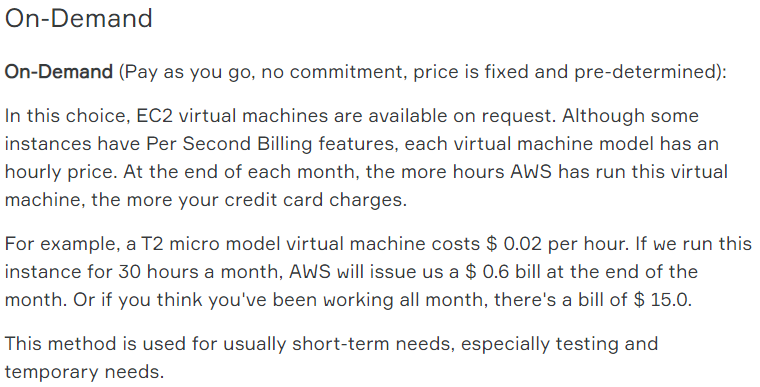 On-Demand
On-Demand (Pay as you go, no commitment, price is fixed and pre-determined):
In this choice, EC2 virtual machines are available on request. Although some
instances have Per Second Billing features, each virtual machine model has an
hourly price. At the end of each month, the more hours AWS has run this virtual
machine, the more your credit card charges.
For example, a T2 micro model virtual machine costs $ 0.02 per hour. If we run this
instance for 30 hours a month, AWS will issue us a $ 0.6 bill at the end of the
month. Or if you think you've been working all month, there's a bill of $ 15.0.
This method is used for usually short-term needs, especially testing and
temporary needs.